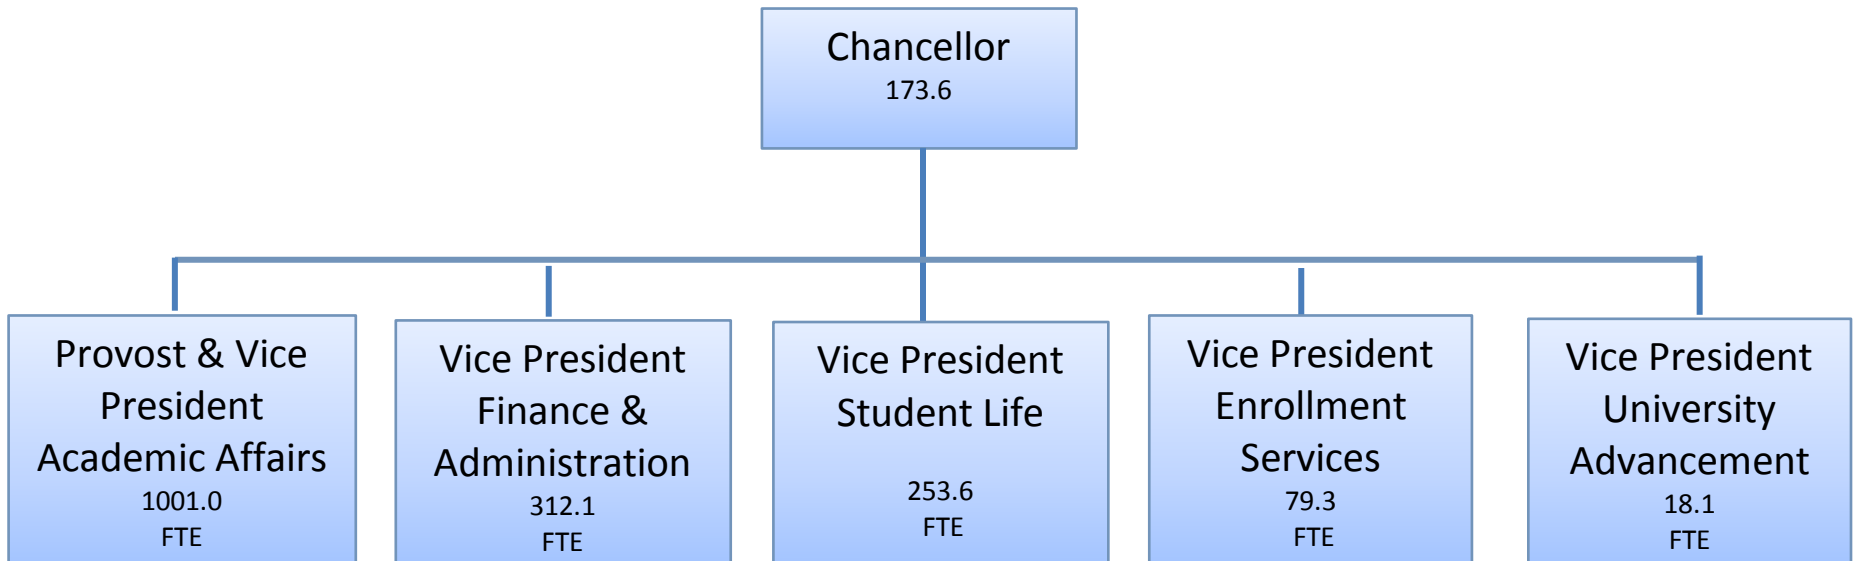 Chancellor
173.6
Provost & Vice
President
Academic Affairs
1001.0
FTE
Vice President
Finance &
Administration
312.1
FTE
Vice President
Student Life
253.6
FTE
Vice President
Enrollment
Services
79.3
FTE
Vice President
University
Advancement
18.1
FTE